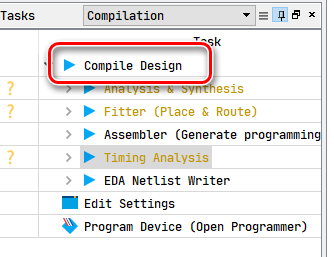 Tasks
Compilation
Task
Compile Design
? Analysis & Synthesis
? Fitter (Place & Route)
Assembler (Generate programming
? Timing Analysis
EDA Netlist Writer
Edit Settings
Program Device (Open Programmer)